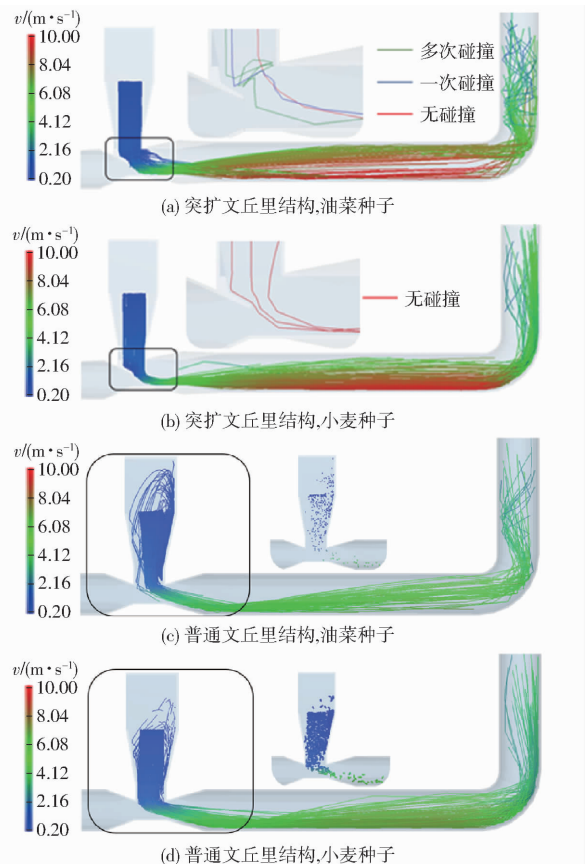 v/(m·s⁻¹)
10.00
8.04
6.08
4.12
2.16
0.20
多次碰撞
一次碰撞
无碰撞
(a) 突扩文丘里结构,油菜种子
v/(m·s⁻¹)
10.00
8.04
6.08
4.12
2.16
0.20
无碰撞
(b) 突扩文丘里结构,小麦种子
v/(m·s⁻¹)
10.00
8.04
6.08
4.12
2.16
0.20
(c) 普通文丘里结构,油菜种子
v/(m·s⁻¹)
10.00
8.04
6.08
4.12
2.16
0.20
(d) 普通文丘里结构,小麦种子